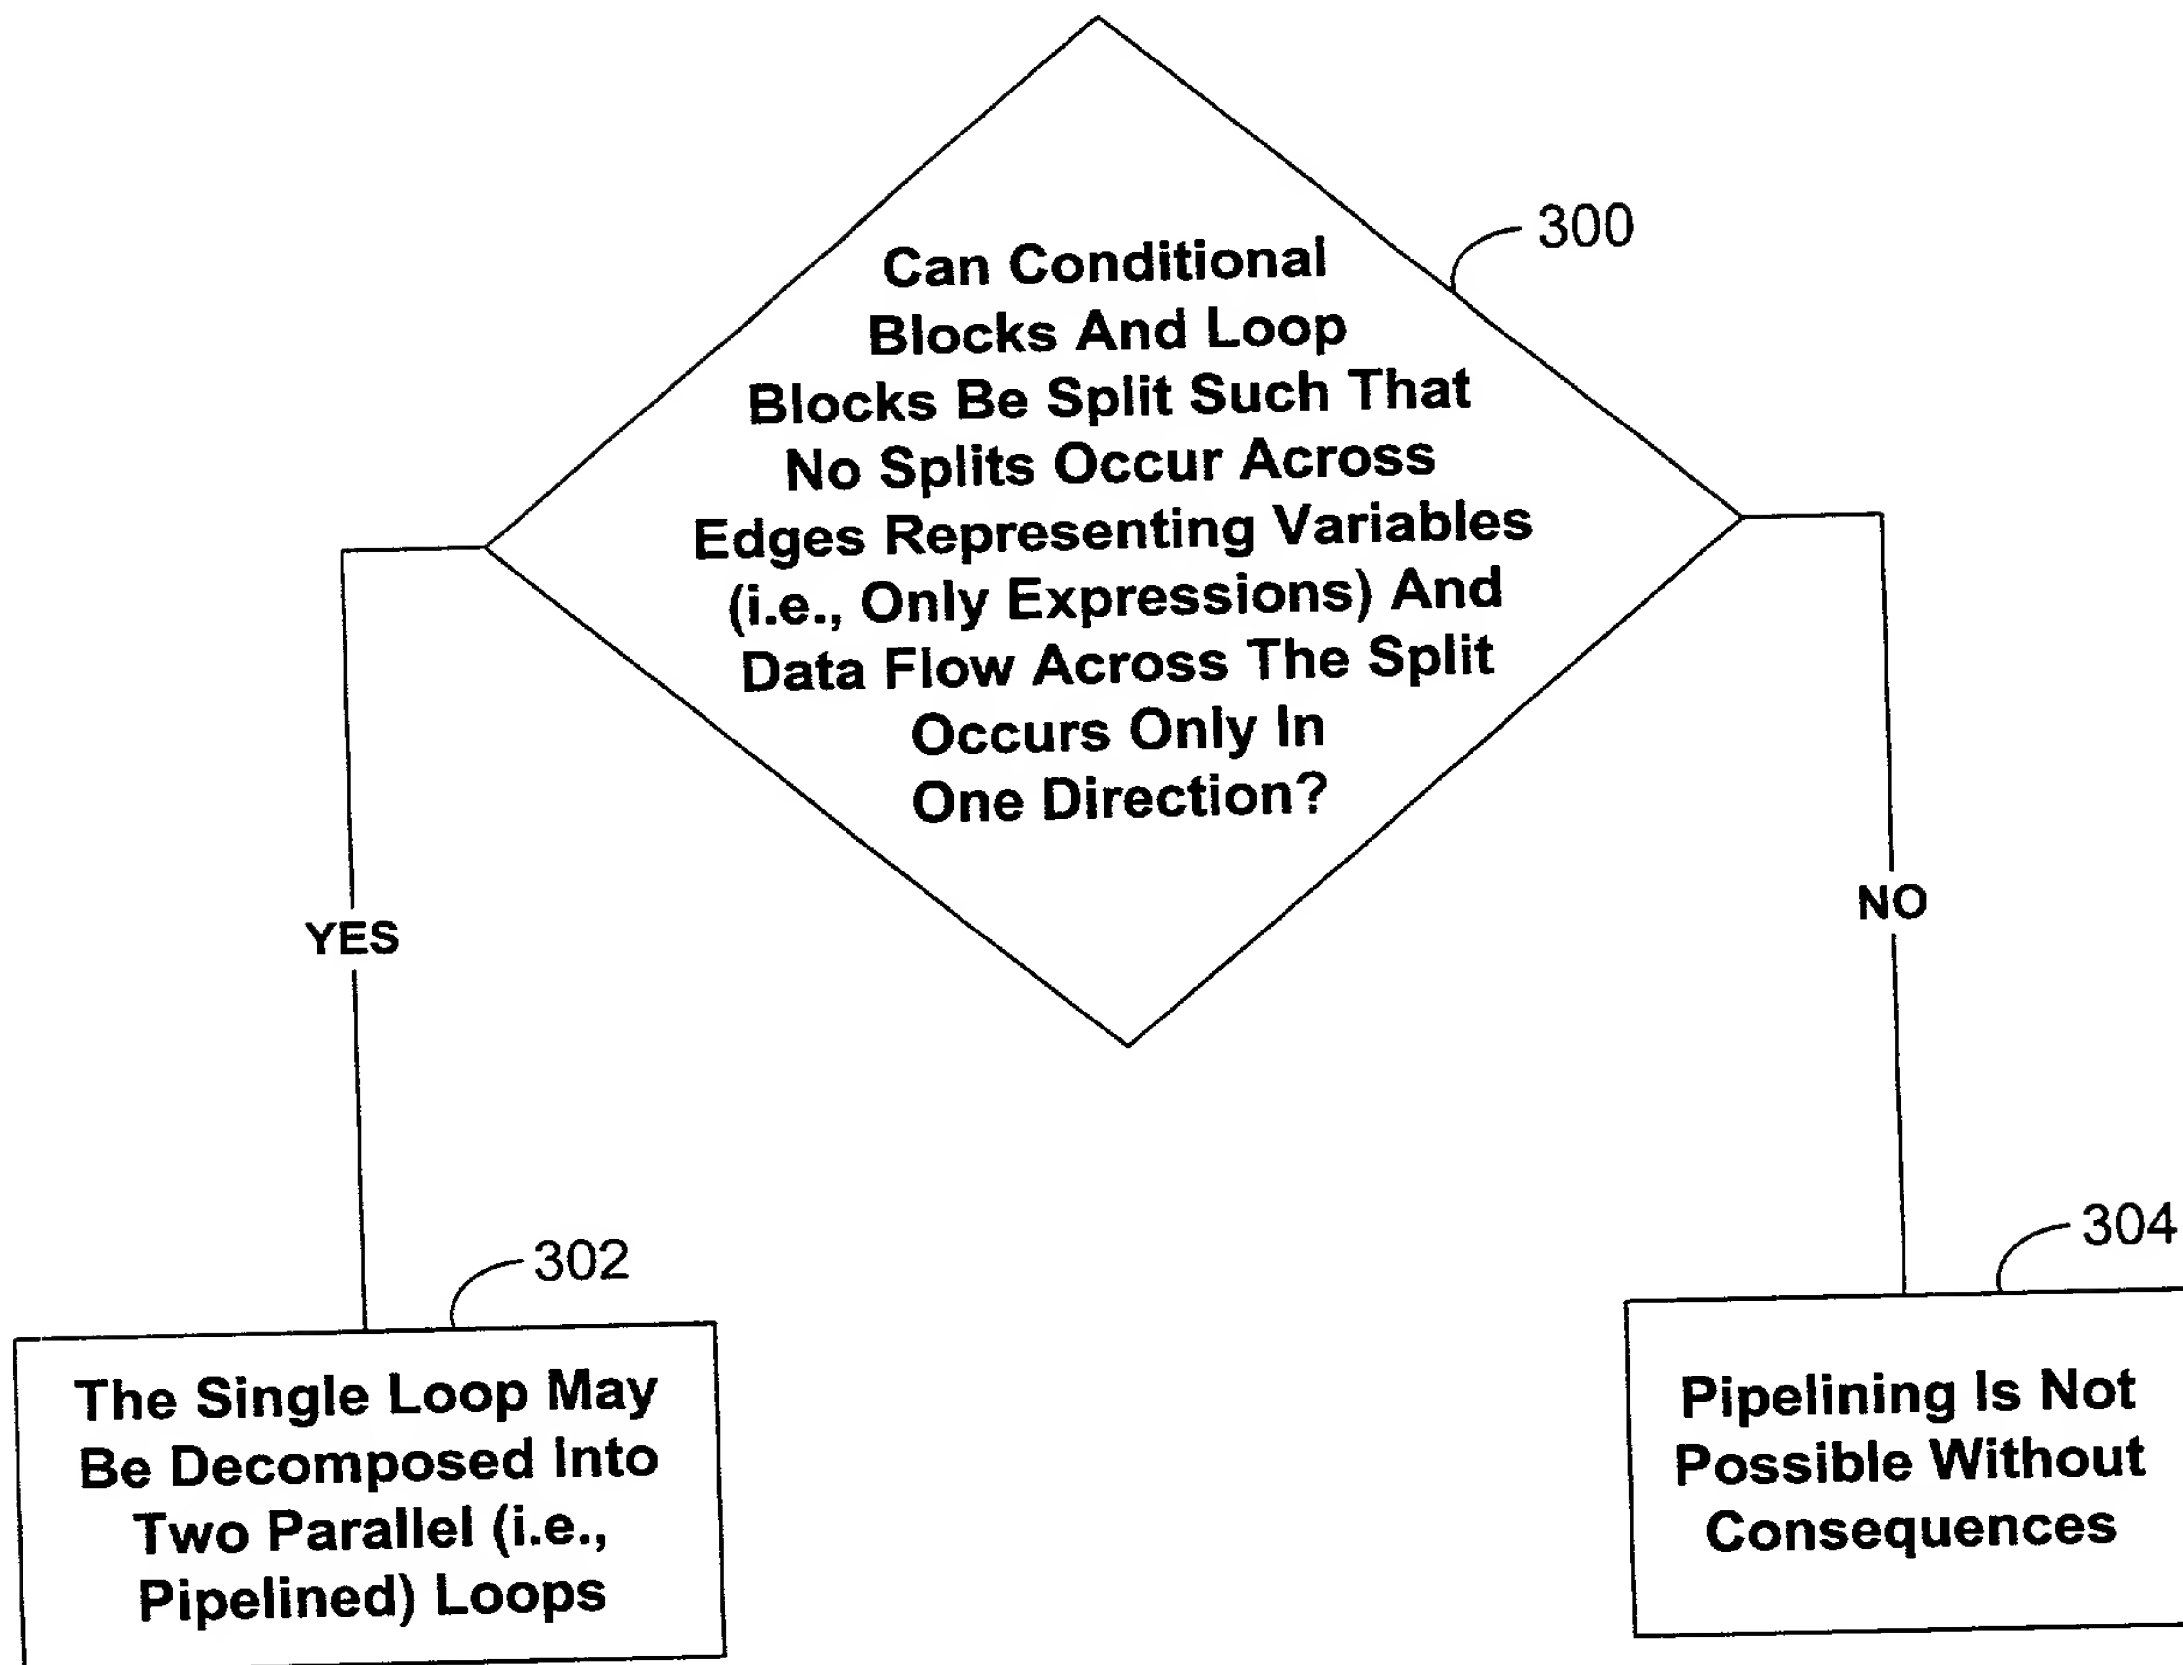 300
Can Conditional
Blocks And Loop
Blocks Be Split Such That
No Splits Occur Across
Edges Representing Variables
(i.e., Only Expressions) And
Data Flow Across The Split
Occurs Only In
One Direction?
YES
NO
302
304
The Single Loop May
Be Decomposed Into
Two Parallel (i.e.,
Pipelined) Loops
Pipelining Is Not
Possible Without
Consequences